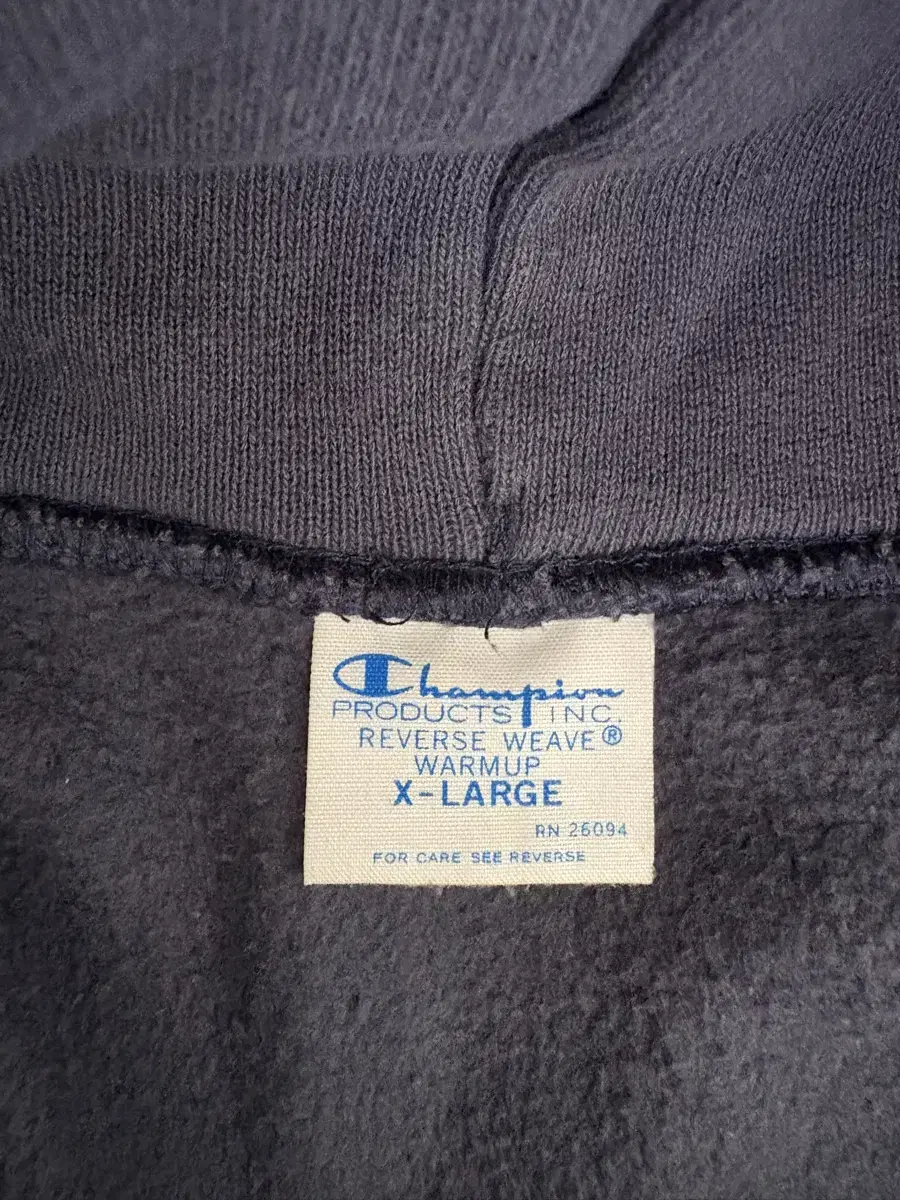 Champion
PRODUCTS INC.
REVERSE WEAVE®
WARMUP
X-LARGE
RN 26094
FOR CARE SEE REVERSE